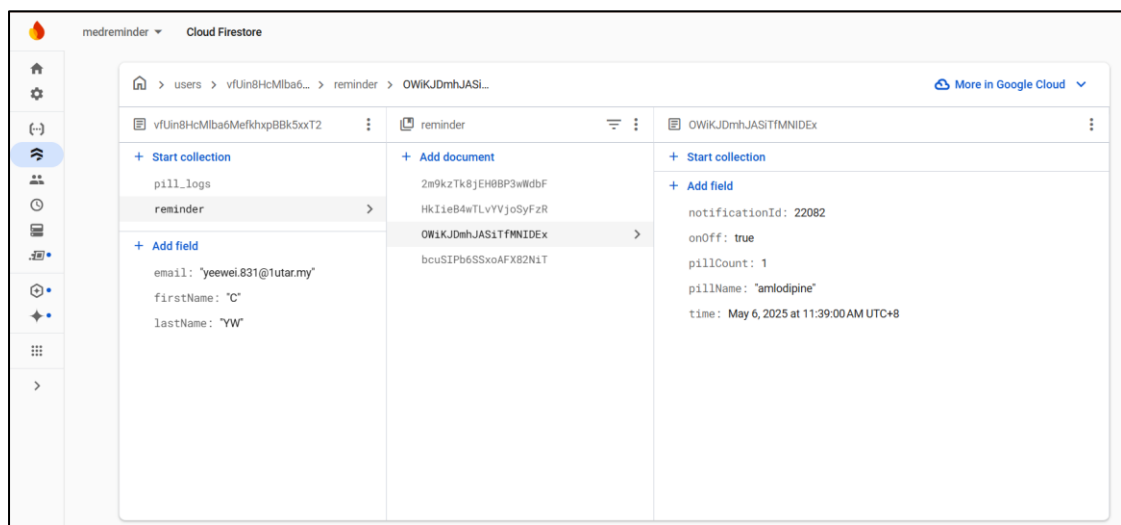 medreminder Cloud Firestore
users > vfUin8HcMlba6... > reminder > OWiKJDmhJASi...
More in Google Cloud
vfUin8HcMlba6MefkhxpBBk5xxT2
+ Start collection
pill_logs
reminder
+ Add field
email: "yeewei.831@1utar.my"
firstName: "C"
lastName: "YW"
reminder
+ Add document
2m9kzTk8jEH0BP3wWdbF
HkIieB4wTLvYVjoSyFzR
OWiKJDmhJASiTfMNIDEx
bcuSIPb6SSxoAFX82NiT
OWiKJDmhJASiTfMNIDEx
+ Start collection
+ Add field
notificationId: 22082
onOff: true
pillCount: 1
pillName: "amlodipine"
time: May 6, 2025 at 11:39:00 AM UTC+8